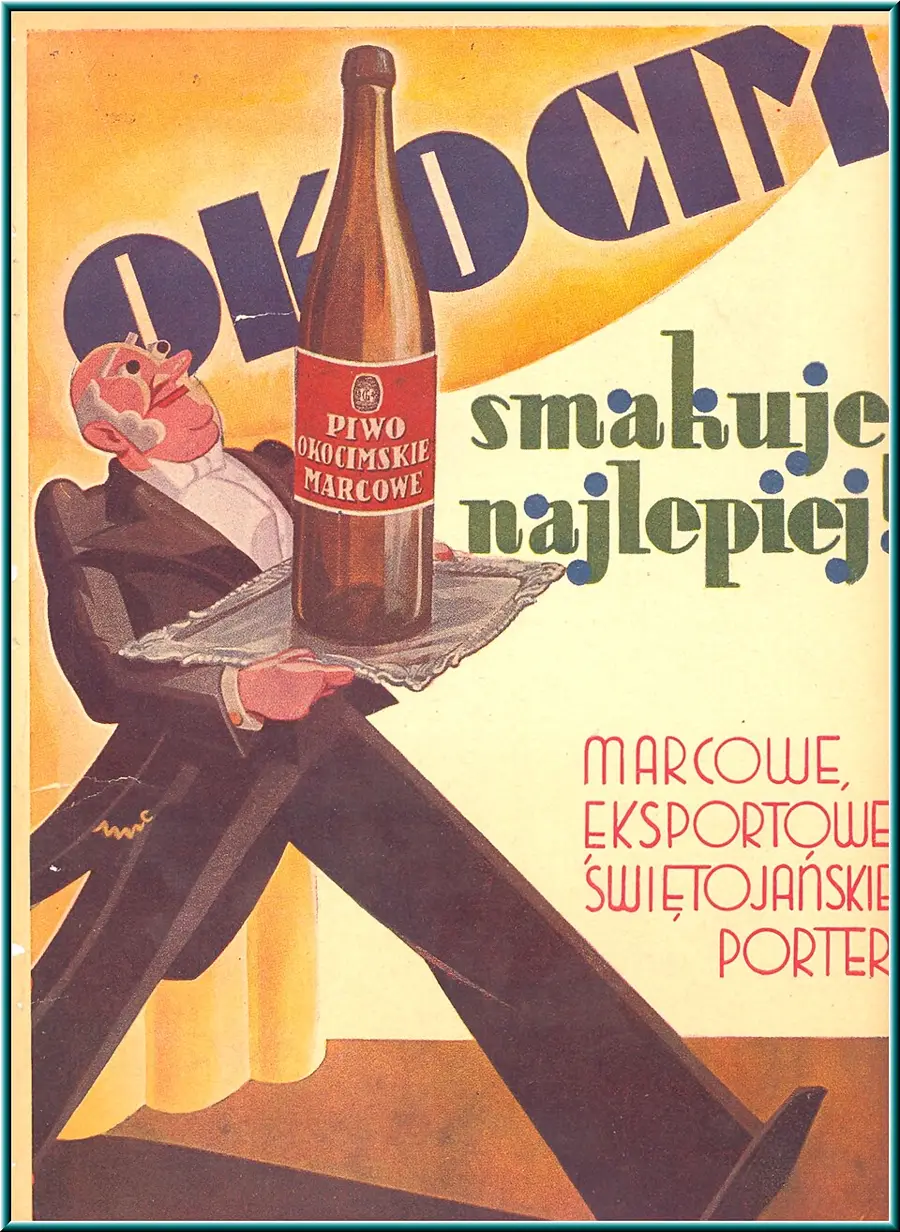 OKOCIM
smakuje
najlepiej!
PIWO
OKOCIMSKIE
MARCOWE
MARCOWE,
EKSPORTOWE
ŚWIĘTOJAŃSKIE
PORTER